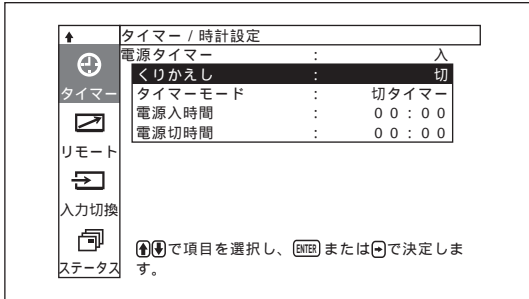 タイマー / 時計設定
電源タイマー : 入
くりかえし : 切
タイマーモード : 切タイマー
電源入時間 : 00:00
電源切時間 : 00:00
タイマー
リモート
入力切換
ステータス
で項目を選択し、ENTERまたはで決定しま
す。